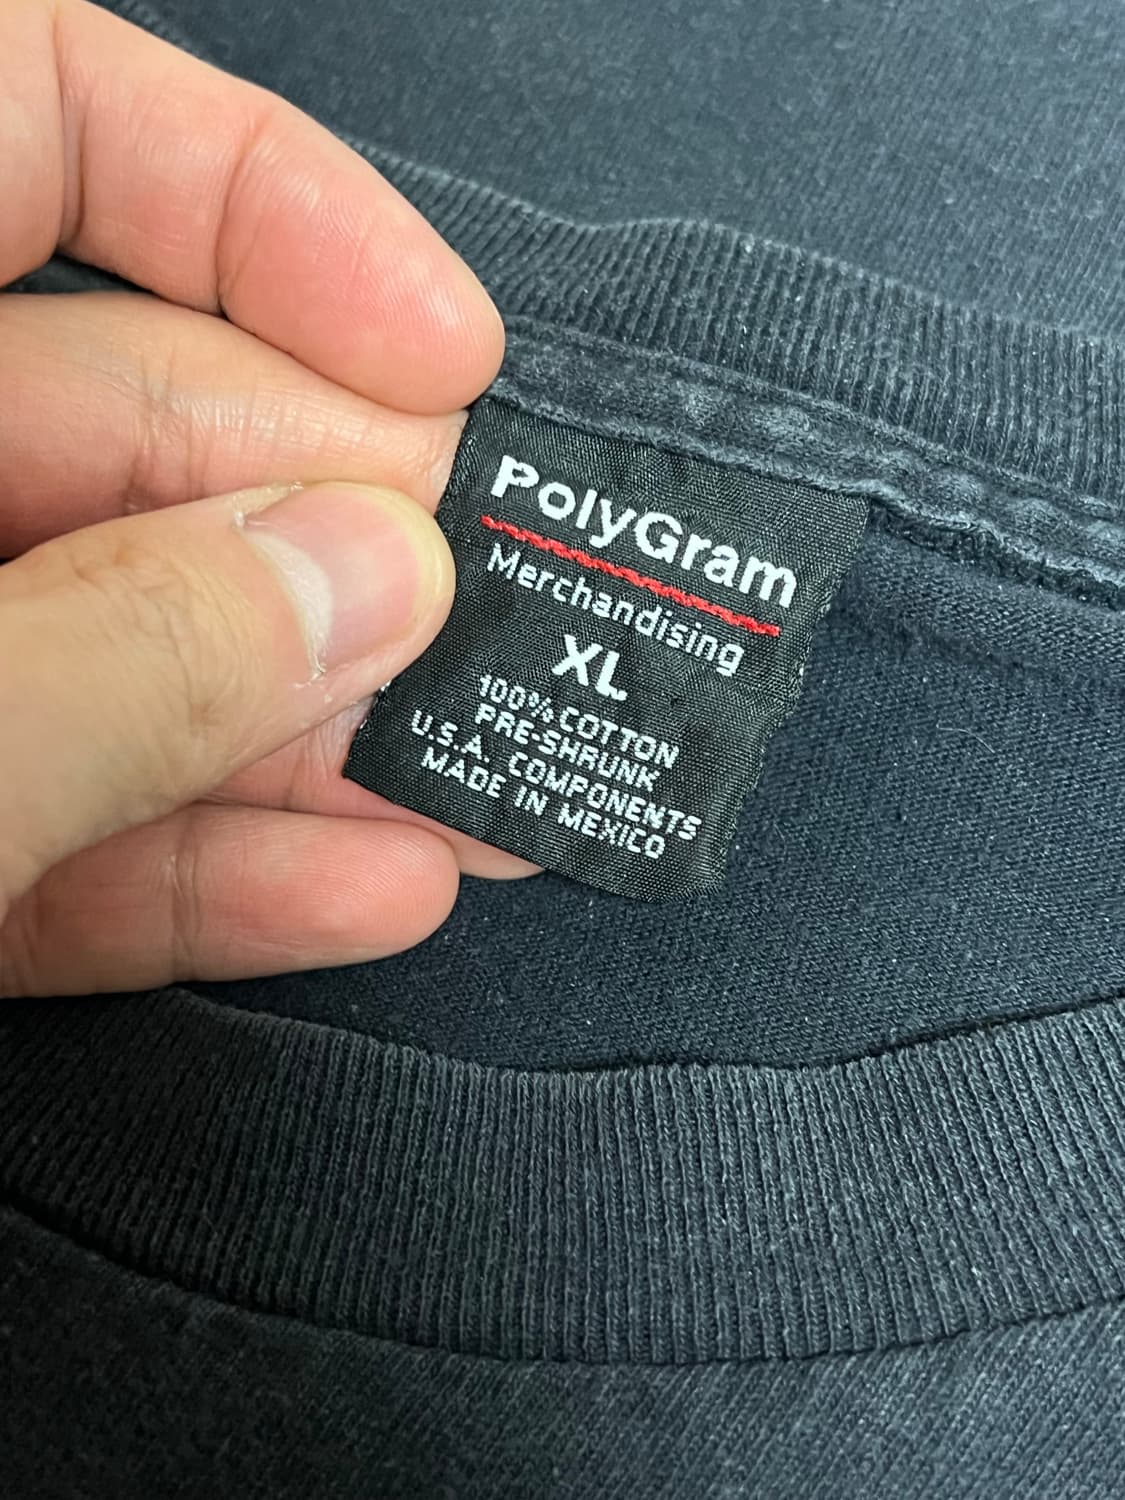 PolyGram
Merchandising
XL
100% COTTON
PRE-SHRUNK
U.S.A. COMPONENTS
MADE IN MEXICO